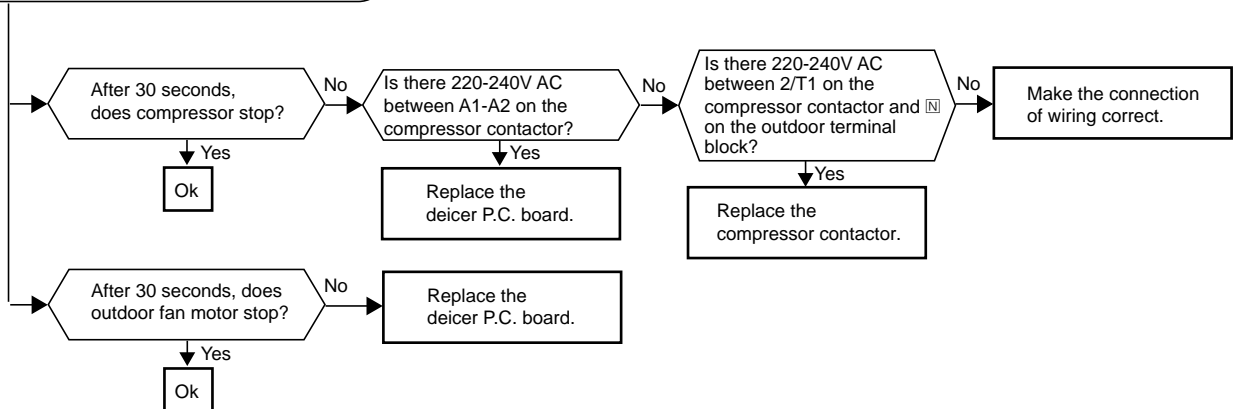 After 30 seconds,
does compressor stop?
No
Is there 220-240V AC
between A1-A2 on the
compressor contactor?
No
Is there 220-240V AC
between 2/T1 on the
compressor contactor and N
on the outdoor terminal
block?
No
Make the connection
of wiring correct.
Yes
Ok
Yes
Replace the
deicer P.C. board.
Yes
Replace the
compressor contactor.
After 30 seconds, does
outdoor fan motor stop?
No
Replace the
deicer P.C. board.
Yes
Ok